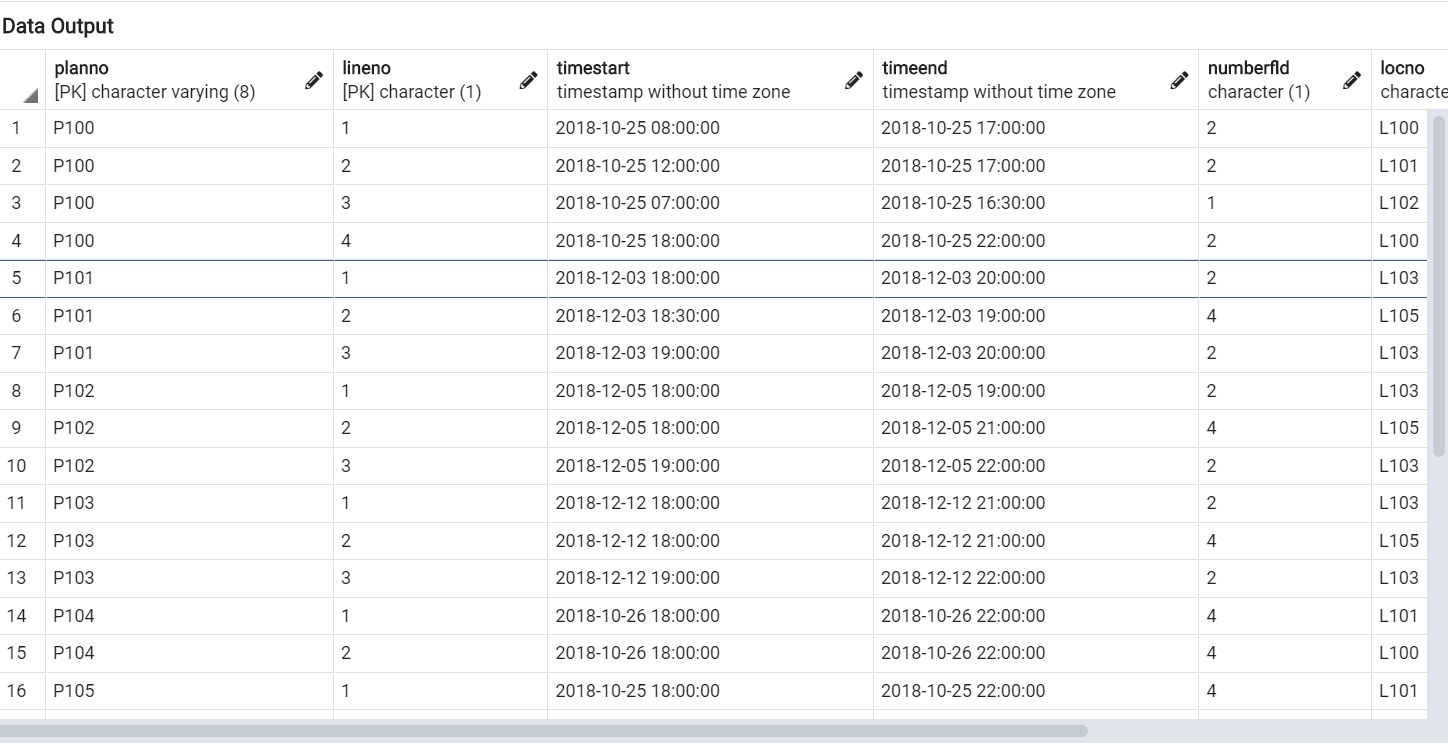 Data Output
planno lineno timestart timeend numberfld locno
[PK] character varying (8) [PK] character (1) timestamp without time zone timestamp without time zone character (1) characte
1 P100 1 2018-10-25 08:00:00 2018-10-25 17:00:00 2 L100
2 P100 2 2018-10-25 12:00:00 2018-10-25 17:00:00 2 L101
3 P100 3 2018-10-25 07:00:00 2018-10-25 16:30:00 1 L102
4 P100 4 2018-10-25 18:00:00 2018-10-25 22:00:00 2 L100
5 P101 1 2018-12-03 18:00:00 2018-12-03 20:00:00 2 L103
6 P101 2 2018-12-03 18:30:00 2018-12-03 19:00:00 4 L105
7 P101 3 2018-12-03 19:00:00 2018-12-03 20:00:00 2 L103
8 P102 1 2018-12-05 18:00:00 2018-12-05 19:00:00 2 L103
9 P102 2 2018-12-05 18:00:00 2018-12-05 21:00:00 4 L105
10 P102 3 2018-12-05 19:00:00 2018-12-05 22:00:00 2 L103
11 P103 1 2018-12-12 18:00:00 2018-12-12 21:00:00 2 L103
12 P103 2 2018-12-12 18:00:00 2018-12-12 21:00:00 4 L105
13 P103 3 2018-12-12 19:00:00 2018-12-12 22:00:00 2 L103
14 P104 1 2018-10-26 18:00:00 2018-10-26 22:00:00 4 L101
15 P104 2 2018-10-26 18:00:00 2018-10-26 22:00:00 4 L100
16 P105 1 2018-10-25 18:00:00 2018-10-25 22:00:00 4 L101